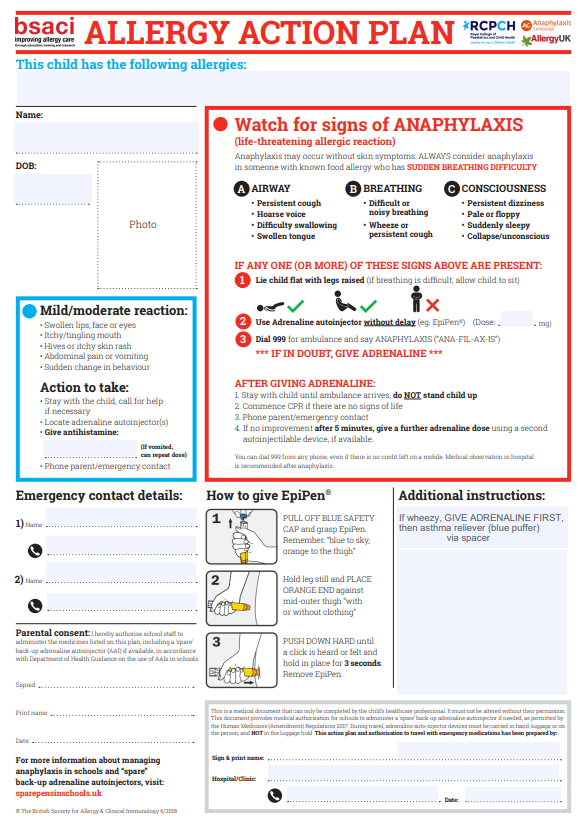 bsaci
improving allergy care
through education, training and research
ALLERGY ACTION PLAN
RCPCH
Royal College of
Paediatrics and Child Health
Leading the way in Children's Health
Anaphylaxis
Campaign
AllergyUK
This child has the following allergies:
Name:
DOB:
Photo
Mild/moderate reaction:
• Swollen lips, face or eyes
• Itchy/tingling mouth
• Hives or itchy skin rash
• Abdominal pain or vomiting
• Sudden change in behaviour
Action to take:
• Stay with the child, call for help
if necessary
• Locate adrenaline autoinjector(s)
• Give antihistamine:
(If vomited,
can repeat dose)
• Phone parent/emergency contact
Watch for signs of ANAPHYLAXIS
(life-threatening allergic reaction)
Anaphylaxis may occur without skin symptoms: ALWAYS consider anaphylaxis
in someone with known food allergy who has SUDDEN BREATHING DIFFICULTY
A AIRWAY
• Persistent cough
• Hoarse voice
• Difficulty swallowing
• Swollen tongue
B BREATHING
• Difficult or
noisy breathing
• Wheeze or
persistent cough
C CONSCIOUSNESS
• Persistent dizziness
• Pale or floppy
• Suddenly sleepy
• Collapse/unconscious
IF ANY ONE (OR MORE) OF THESE SIGNS ABOVE ARE PRESENT:
1 Lie child flat with legs raised (if breathing is difficult, allow child to sit)
2 Use Adrenaline autoinjector without delay (eg. EpiPen®) (Dose: mg)
3 Dial 999 for ambulance and say ANAPHYLAXIS ("ANA-FIL-AX-IS")
*** IF IN DOUBT, GIVE ADRENALINE ***
AFTER GIVING ADRENALINE:
1. Stay with child until ambulance arrives, do NOT stand child up
2. Commence CPR if there are no signs of life
3. Phone parent/emergency contact
4. If no improvement after 5 minutes, give a further adrenaline dose using a second
autoinjectilable device, if available.
You can dial 999 from any phone, even if there is no credit left on a mobile. Medical observation in hospital
is recommended after anaphylaxis.
Emergency contact details:
1) Name:
2) Name:
Parental consent: I hereby authorise school staff to
administer the medicines listed on this plan, including a 'spare'
back-up adrenaline autoinjector (AAI) if available, in accordance
with Department of Health Guidance on the use of AAIs in schools.
Signed:
Print name:
Date:
For more information about managing
anaphylaxis in schools and "spare"
back-up adrenaline autoinjectors, visit:
sparepensinschools.uk
© The British Society for Allergy & Clinical Immunology 6/2018
How to give EpiPen®
1
PULL OFF BLUE SAFETY
CAP and grasp EpiPen.
Remember: "blue to sky,
orange to the thigh"
2
Hold leg still and PLACE
ORANGE END against
mid-outer thigh "with
or without clothing"
3
PUSH DOWN HARD until
a click is heard or felt and
hold in place for 3 seconds.
Remove EpiPen.
Additional instructions:
If wheezy, GIVE ADRENALINE FIRST,
then asthma reliever (blue puffer)
via spacer
This is a medical document that can only be completed by the child's healthcare professional. It must not be altered without their permission.
This document provides medical authorisation for schools to administer a 'spare' back-up adrenaline autoinjector if needed, as permitted by
the Human Medicines (Amendment) Regulations 2017. During travel, adrenaline auto-injector devices must be carried in hand-luggage or on
the person, and NOT in the luggage hold. This action plan and authorisation to travel with emergency medications has been prepared by:
Sign & print name:
Hospital/Clinic:
Date: